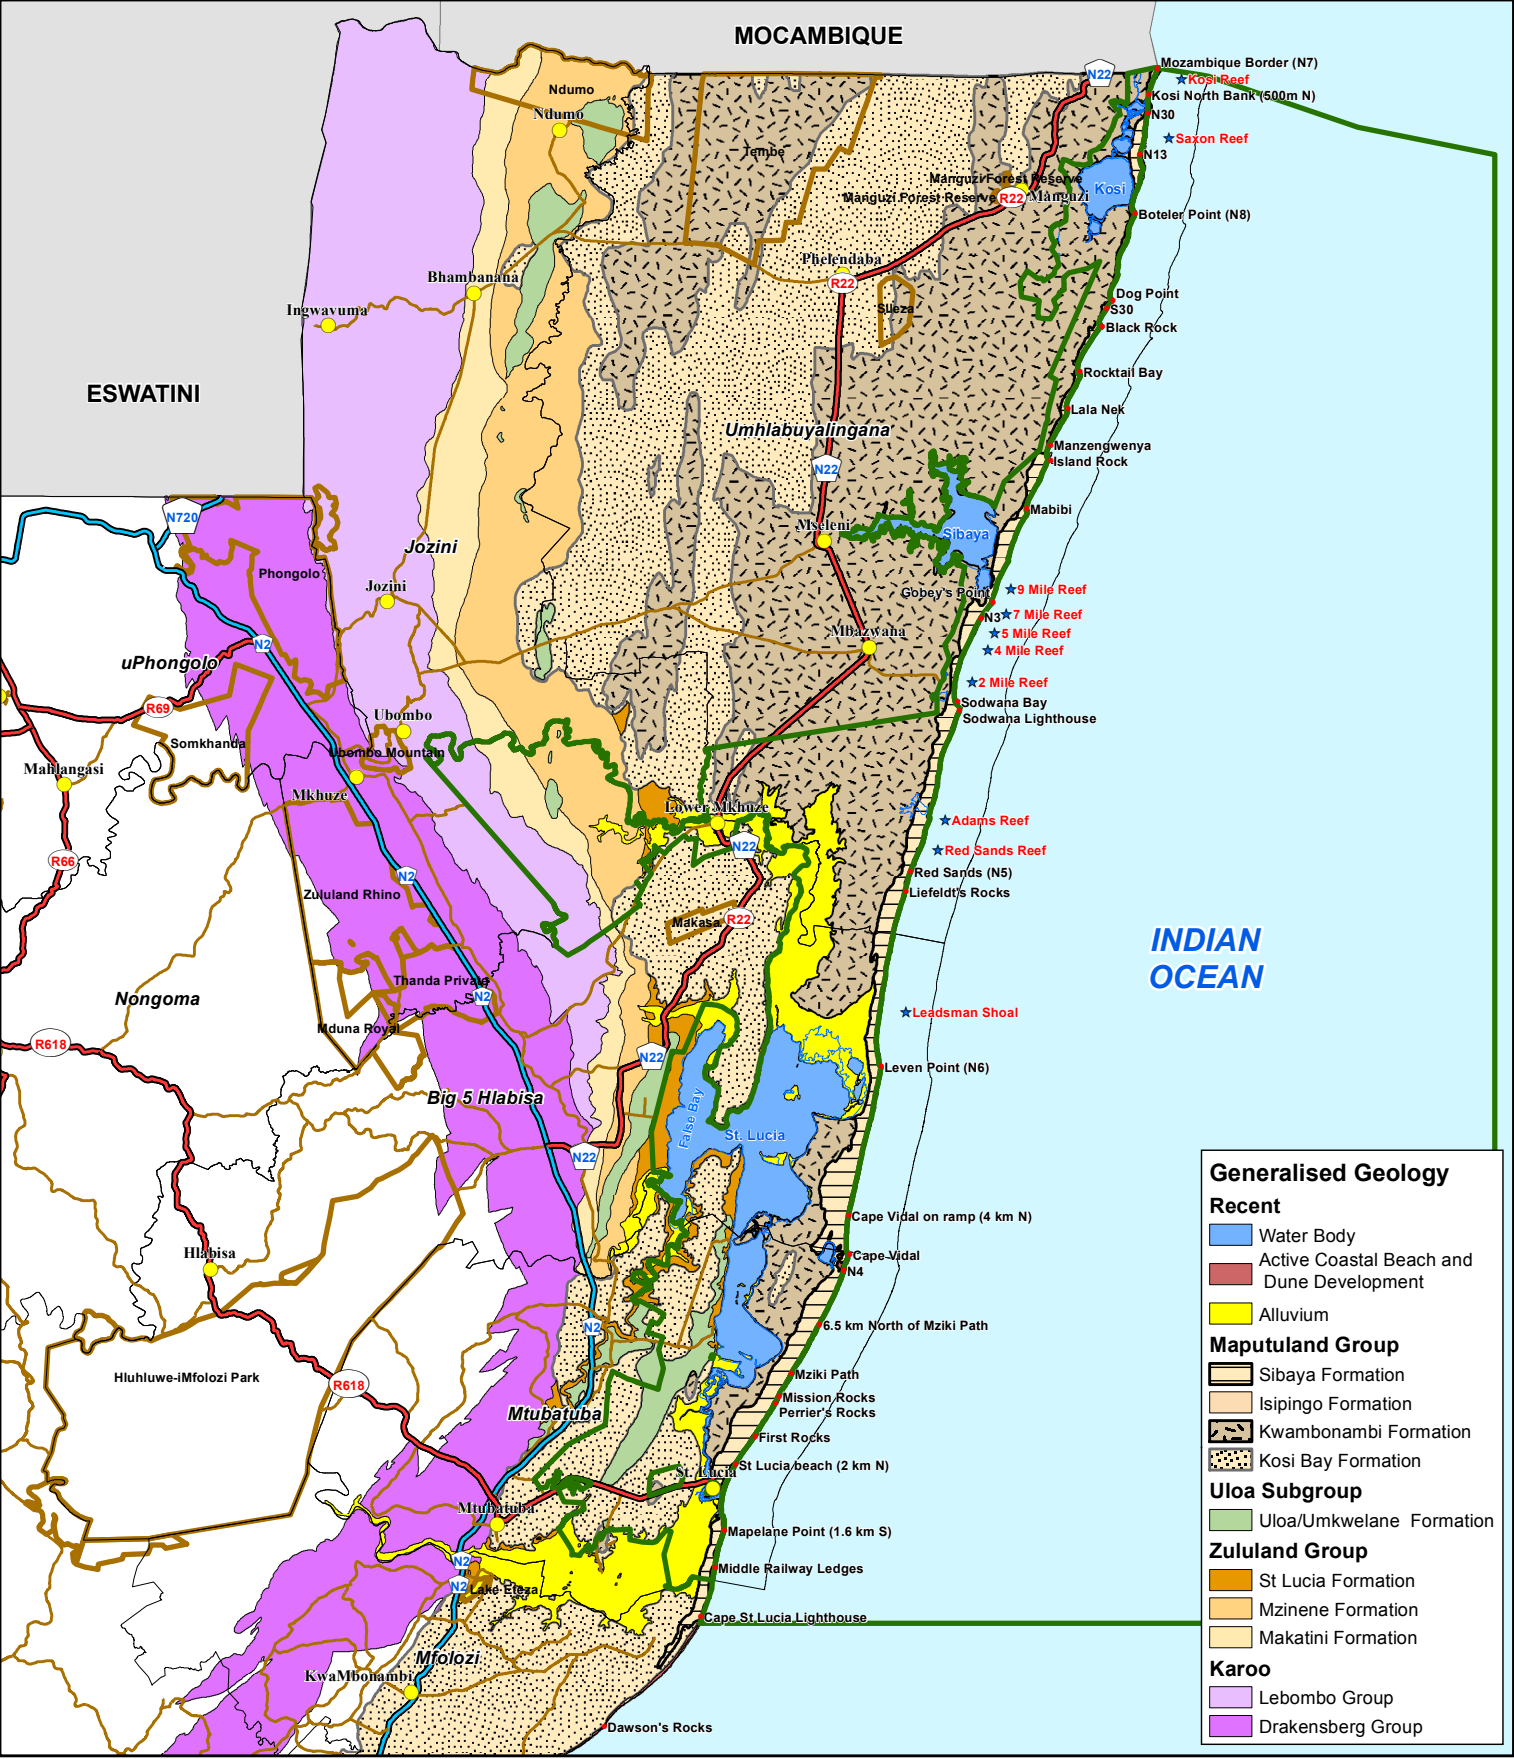 MOCAMBIQUE
Mozambique Border (N7)
N22
Kosi Reef
Ndumo
Kosi North Bank (500m N)
Ndumo
N30
Saxon Reef
Tembe
N13
Manguzi Forest Reserve
Kosi
Manguzi Forest Reserve
R22
Manguzi
Boteler Point (N8)
Phelendaba
Bhambanana
R22
Dog Point
Ingwavuma
Sileza
S30
Black Rock
Rocktail Bay
ESWATINI
Lala Nek
Umhlabuyalingana
Manzengwenya
Island Rock
N22
Mabibi
N720
Mseleni
Sibaya
Jozini
Phongolo
Jozini
Gobey's Point
9 Mile Reef
N3
7 Mile Reef
Mbazwana
5 Mile Reef
N2
4 Mile Reef
uPhongolo
2 Mile Reef
R69
Sodwana Bay
Ubombo
Sodwana Lighthouse
Somkhanda
Ubombo Mountain
Mahlangasi
Mkhuze
Lower Mkhuze
Adams Reef
N22
Red Sands Reef
R66
N2
Red Sands (N5)
Zululand Rhino
Liefeldt's Rocks
Makasa
R22
INDIAN
OCEAN
Thanda Private
Nongoma
N2
Leadsman Shoal
Mduna Royal
R618
N22
Leven Point (N6)
Big 5 Hlabisa
False Bay
St. Lucia
N22
Cape Vidal on ramp (4 km N)
Hlabisa
Cape Vidal
N4
N2
6.5 km North of Mziki Path
Hluhluwe-iMfolozi Park
Mziki Path
R618
Mission Rocks
Perrier's Rocks
Mtubatuba
First Rocks
St Lucia beach (2 km N)
St. Lucia
Mtubatuba
Mapelane Point (1.6 km S)
N2
Middle Railway Ledges
N2
Lake Eteza
Cape St Lucia Lighthouse
Mfolozi
KwaMbonambi
Dawson's Rocks
Generalised Geology
Recent
Water Body
Active Coastal Beach and
Dune Development
Alluvium
Maputuland Group
Sibaya Formation
Isipingo Formation
Kwambonambi Formation
Kosi Bay Formation
Uloa Subgroup
Uloa/Umkwelane Formation
Zululand Group
St Lucia Formation
Mzinene Formation
Makatini Formation
Karoo
Lebombo Group
Drakensberg Group